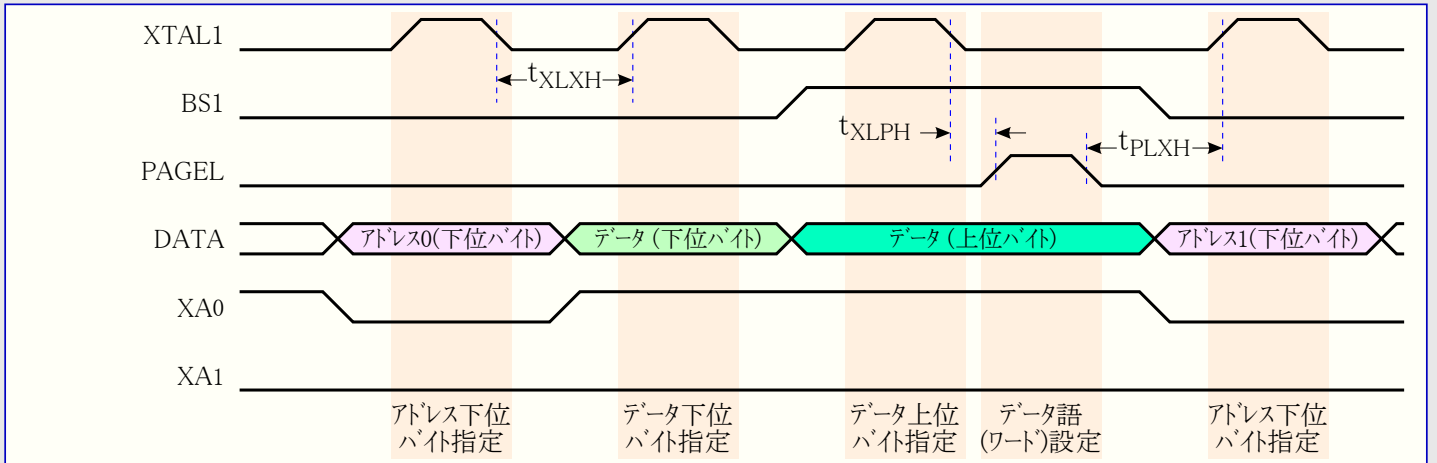 XTAL1
tXLXH
BS1
tXLPH
tPLXH
PAGEL
DATA
アドレス0(下位バイト)
データ (下位バイト)
データ (上位バイト)
アドレス1(下位バイト)
XA0
XA1
アドレス下位
バイト指定
データ下位
バイト指定
データ上位
バイト指定
データ語
(ワード)設定
アドレス下位
バイト指定